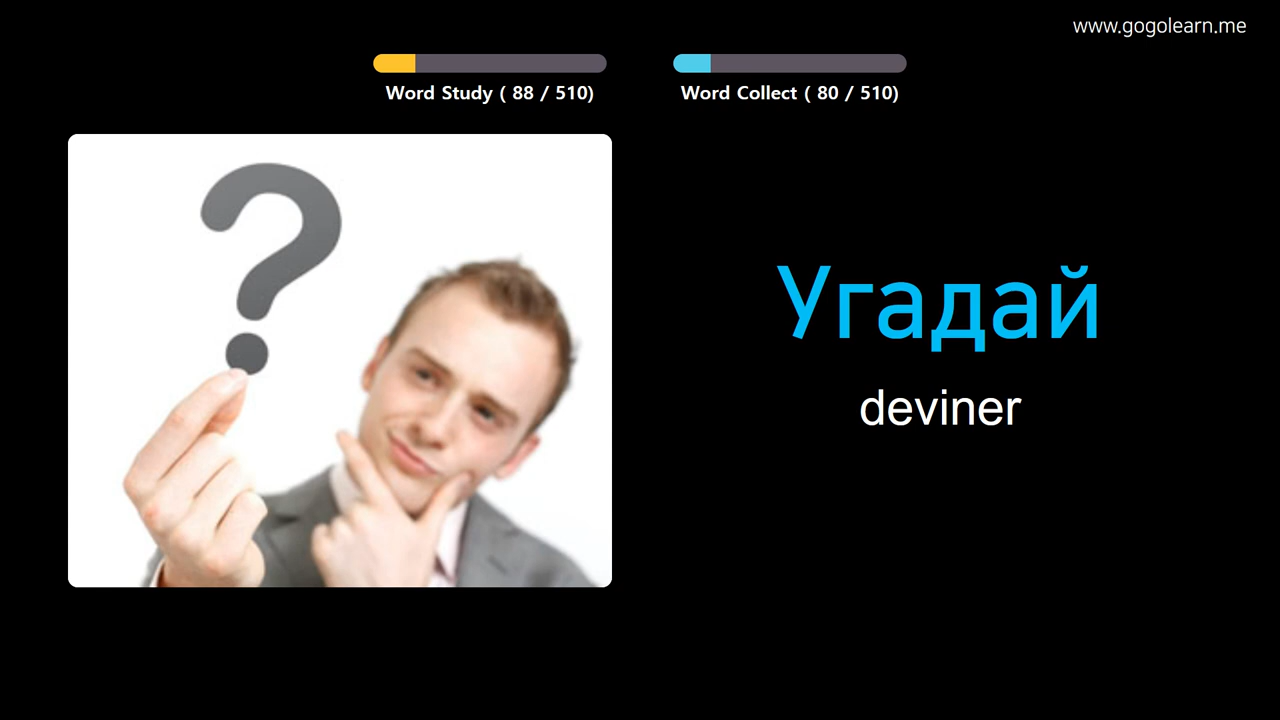 www.gogolearn.me
Word Study ( 88 / 510)
Word Collect ( 80 / 510)
?
Угадай
deviner